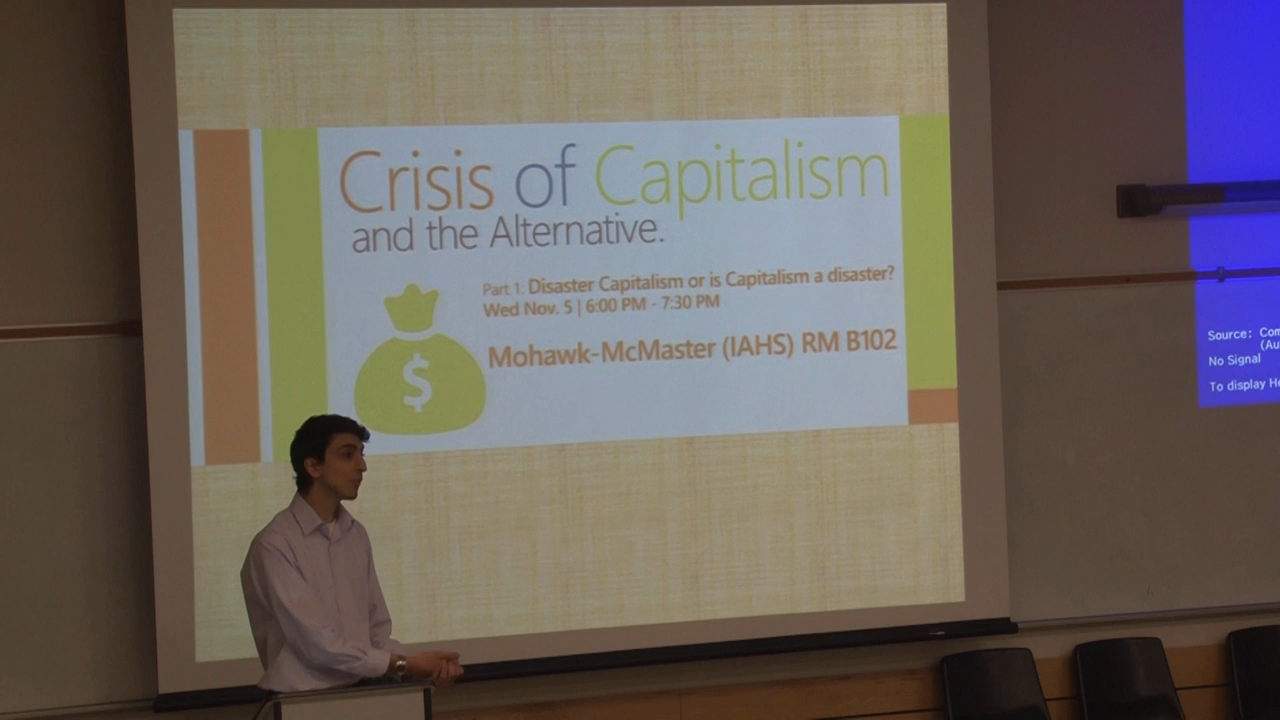 Crisis of Capitalism
and the Alternative.
Part 1: Disaster Capitalism or is Capitalism a disaster?
Wed Nov. 5 | 6:00 PM - 7:30 PM
Mohawk-McMaster (IAHS) RM B102
$
Source: Com
(Au
No Signal
To display He